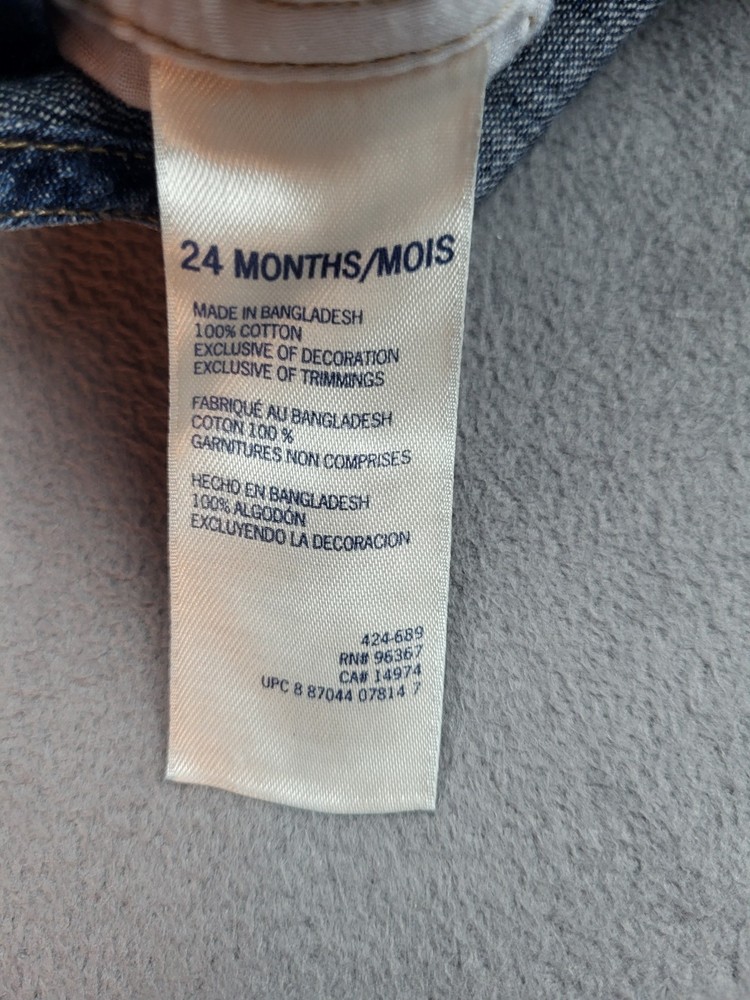 24 MONTHS/MOIS
MADE IN BANGLADESH
100% COTTON
EXCLUSIVE OF DECORATION
EXCLUSIVE OF TRIMMINGS
FABRIQUÉ AU BANGLADESH
COTON 100 %
GARNITURES NON COMPRISES
HECHO EN BANGLADESH
100% ALGODÓN
EXCLUYENDO LA DECORACION
424-689
RN# 96367
CA# 14974
UPC 8 87044 07814 7